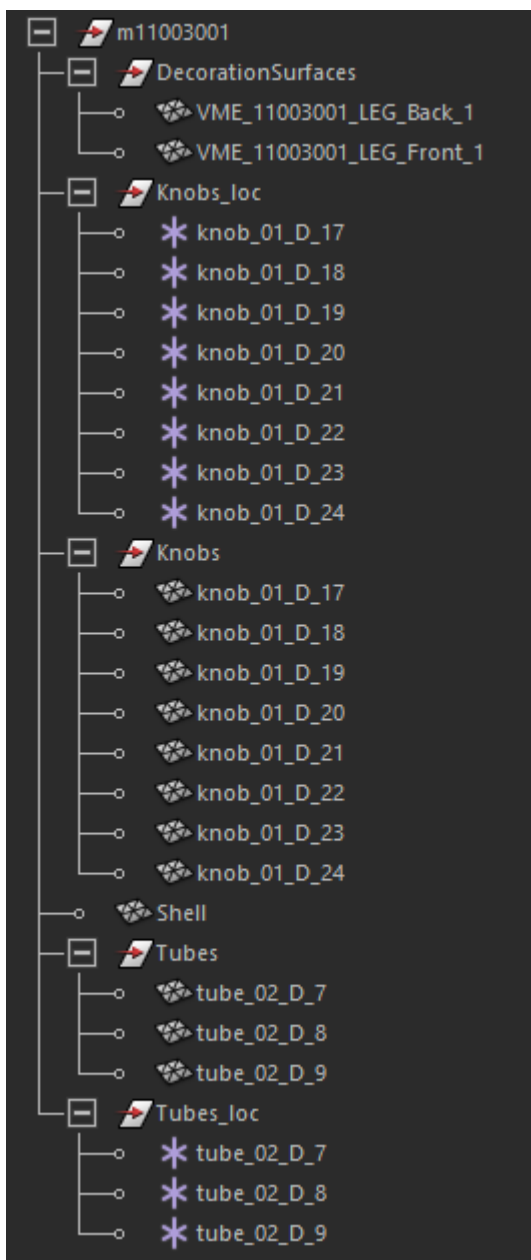 m11003001
DecorationSurfaces
VME_11003001_LEG_Back_1
VME_11003001_LEG_Front_1
Knobs_loc
knob_01_D_17
knob_01_D_18
knob_01_D_19
knob_01_D_20
knob_01_D_21
knob_01_D_22
knob_01_D_23
knob_01_D_24
Knobs
knob_01_D_17
knob_01_D_18
knob_01_D_19
knob_01_D_20
knob_01_D_21
knob_01_D_22
knob_01_D_23
knob_01_D_24
Shell
Tubes
tube_02_D_7
tube_02_D_8
tube_02_D_9
Tubes_loc
tube_02_D_7
tube_02_D_8
tube_02_D_9